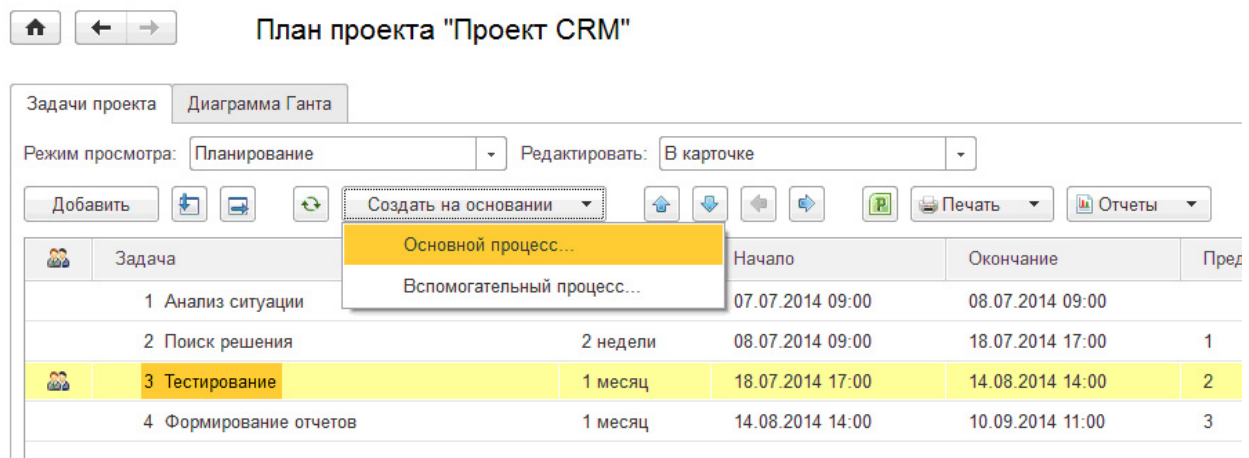 План проекта "Проект CRM"
Задачи проекта Диаграмма Ганта
Режим просмотра: Планирование Редактировать: В карточке
Добавить Создать на основании Печать Отчеты
Основной процесс...
Вспомогательный процесс...
Задача Начало Окончание Пред
1 Анализ ситуации 07.07.2014 09:00 08.07.2014 09:00
2 Поиск решения 2 недели 08.07.2014 09:00 18.07.2014 17:00 1
3 Тестирование 1 месяц 18.07.2014 17:00 14.08.2014 14:00 2
4 Формирование отчетов 1 месяц 14.08.2014 14:00 10.09.2014 11:00 3